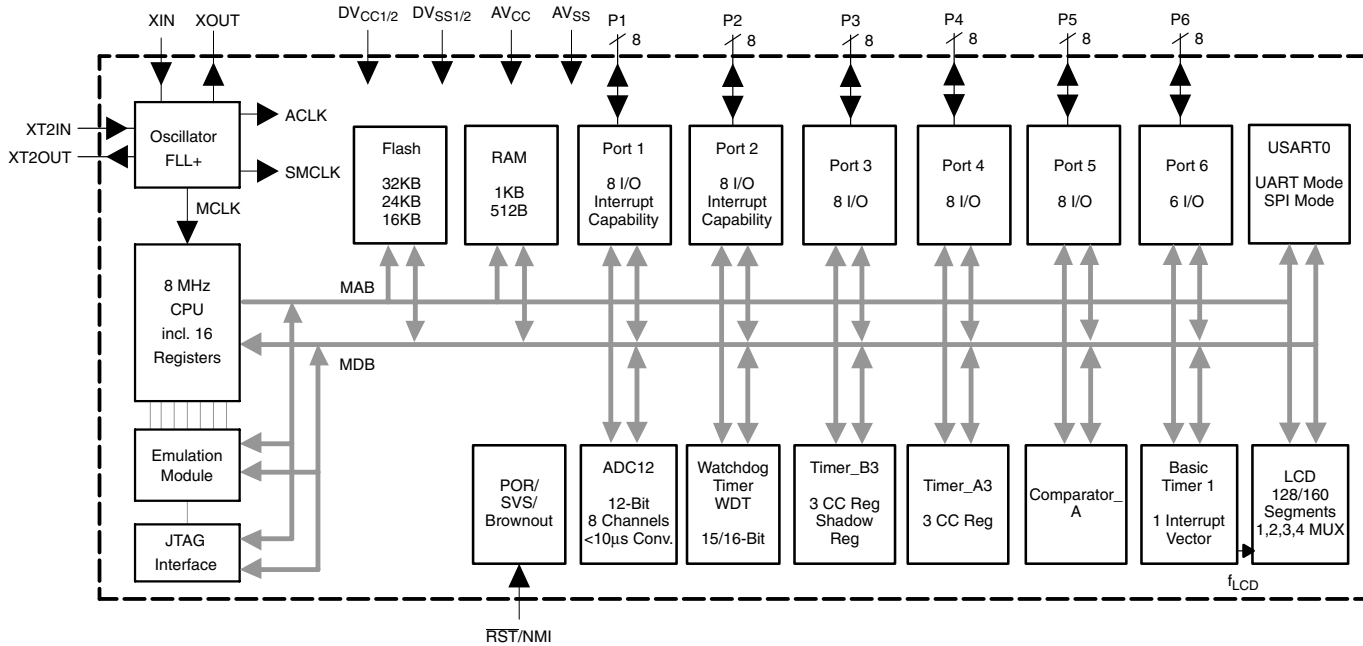 XIN
XOUT
DVCC1/2
DVSS1/2
AVCC
AVSS
P1
P2
P3
P4
P5
P6
8
8
8
8
8
8
XT2IN
XT2OUT
Oscillator
FLL+
ACLK
SMCLK
MCLK
Flash
32KB
24KB
16KB
RAM
1KB
512B
Port 1
8 I/O
Interrupt
Capability
Port 2
8 I/O
Interrupt
Capability
Port 3
8 I/O
Port 4
8 I/O
Port 5
8 I/O
Port 6
6 I/O
USART0
UART Mode
SPI Mode
8 MHz
CPU
incl. 16
Registers
MAB
MDB
Emulation
Module
JTAG
Interface
POR/
SVS/
Brownout
ADC12
12-Bit
8 Channels
<10μs Conv.
Watchdog
Timer
WDT
15/16-Bit
Timer_B3
3 CC Reg
Shadow
Reg
Timer_A3
3 CC Reg
Comparator_
A
Basic
Timer 1
1 Interrupt
Vector
LCD
128/160
Segments
1,2,3,4 MUX
fLCD
RST/NMI